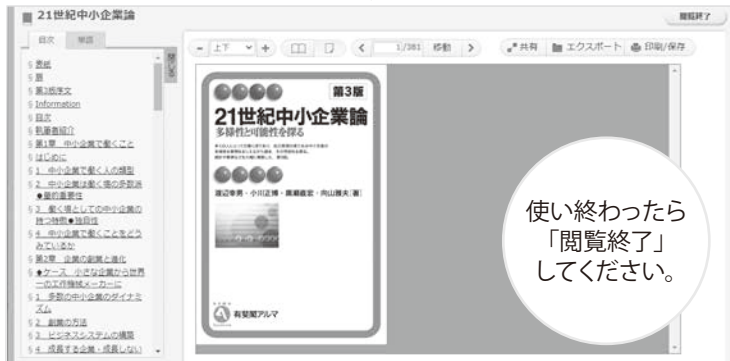 21世紀中小企業論
閲覧終了
目次 単語
- 上下 +
1/381 移動
共有 エクスポート 印刷/保存
閉じる
§ 表紙
§ 扉
§ 第3版序文
§ Information
§ 目次
§ 執筆者紹介
§ 第1章 中小企業で働くこと
§ はじめに
§ 1 中小企業で働く人の類型
§ 2 中小企業は働く場の多数派
●量的重要性
§ 3 働く場としての中小企業の
持つ特徴●独自性
§ 4 中小企業で働くことをどう
みているか
§ 第2章 企業の創業と進化
§ ◆ケース 小さな企業から世界
一の工作機械メーカーに
§ 1 多数の中小企業のダイナミ
ズム
§ 2 創業の方法
§ 3 ビジネスシステムの構築
§ 4 成長する企業・成長しない
第3版
21世紀中小企業論
多様性と可能性を探る
渡辺幸男・小川正博・黒瀬直宏・向山雅夫[著]
有斐閣アルマ
使い終わったら
「閲覧終了」
してください。